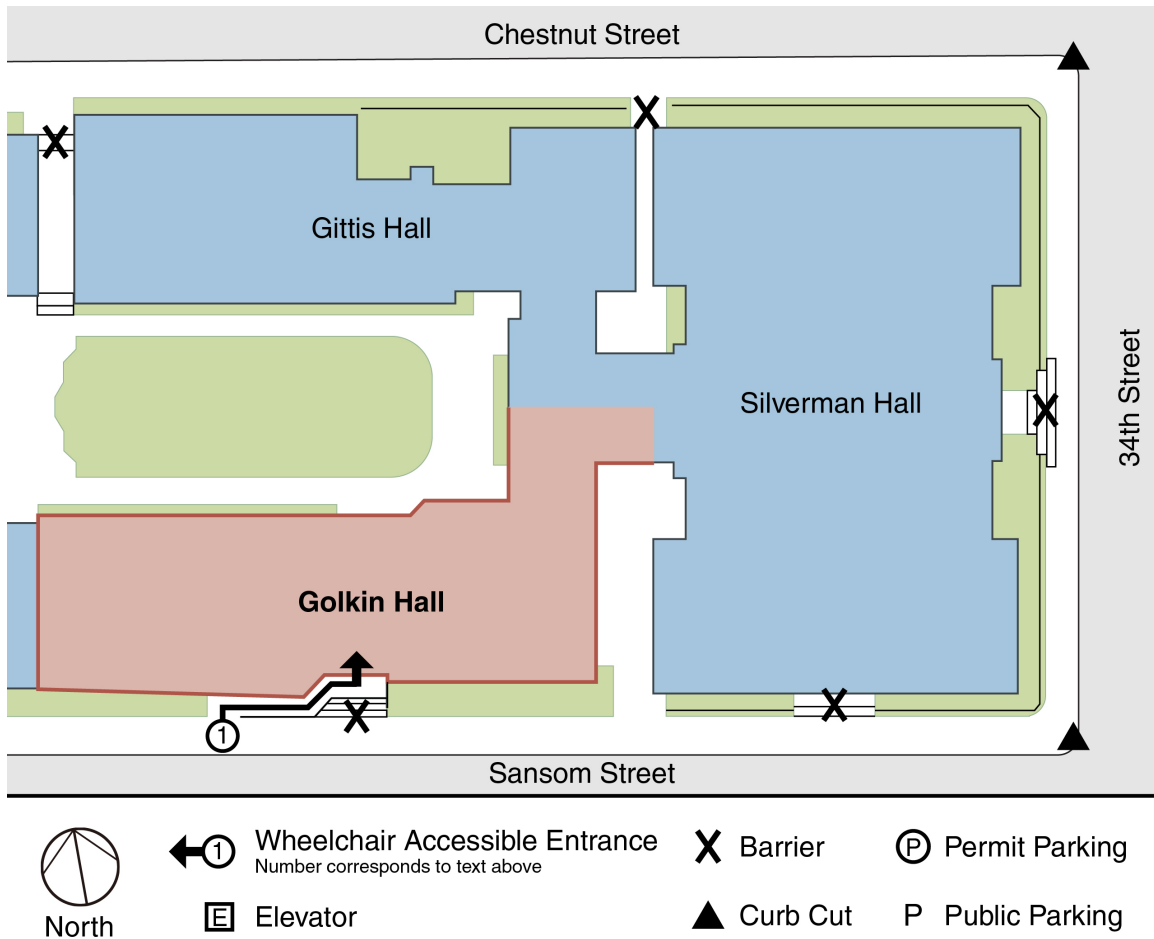 Chestnut Street
Gittis Hall
Silverman Hall
34th Street
Golkin Hall
1
Sansom Street
1 Wheelchair Accessible Entrance
Number corresponds to text above
Barrier
P Permit Parking
North
E Elevator
Curb Cut
P Public Parking